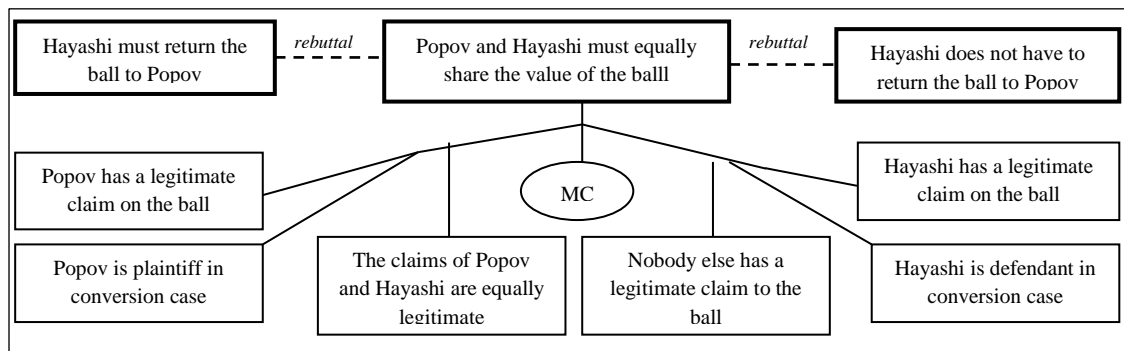 Hayashi must return the
ball to Popov
rebuttal
Popov and Hayashi must equally
share the value of the balll
rebuttal
Hayashi does not have to
return the ball to Popov
Popov has a legitimate
claim on the ball
MC
Hayashi has a legitimate
claim on the ball
Popov is plaintiff in
conversion case
The claims of Popov
and Hayashi are equally
legitimate
Nobody else has a
legitimate claim to the
ball
Hayashi is defendant in
conversion case